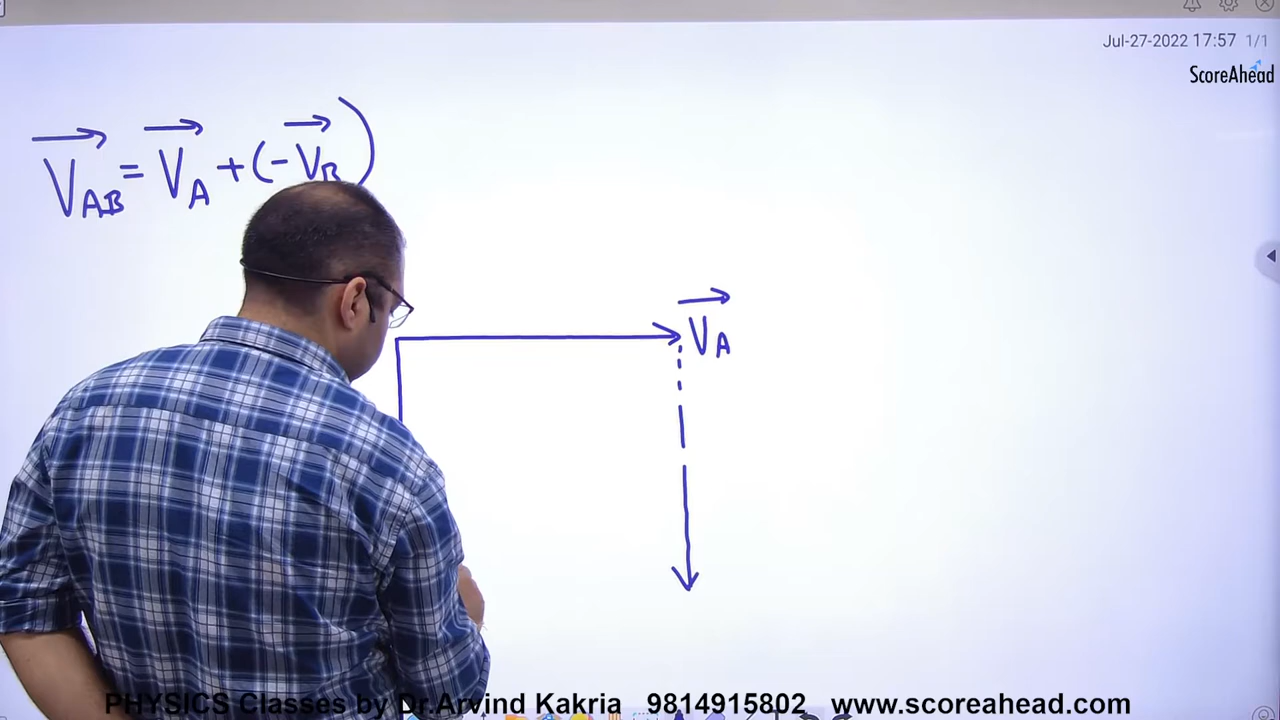 Jul-27-2022 17:57 1/1
ScoreAhead
V⃗AB = V⃗A + (-V⃗B)
V⃗A
PHYSICS Classes by Dr.Arvind Kakria 9814915802 www.scoreahead.com